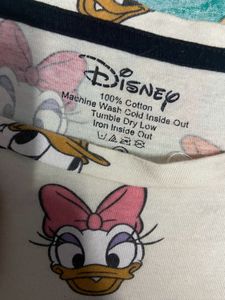 Disney
100% Cotton
Machine Wash Cold Inside Out
Tumble Dry Low
Iron Inside Out